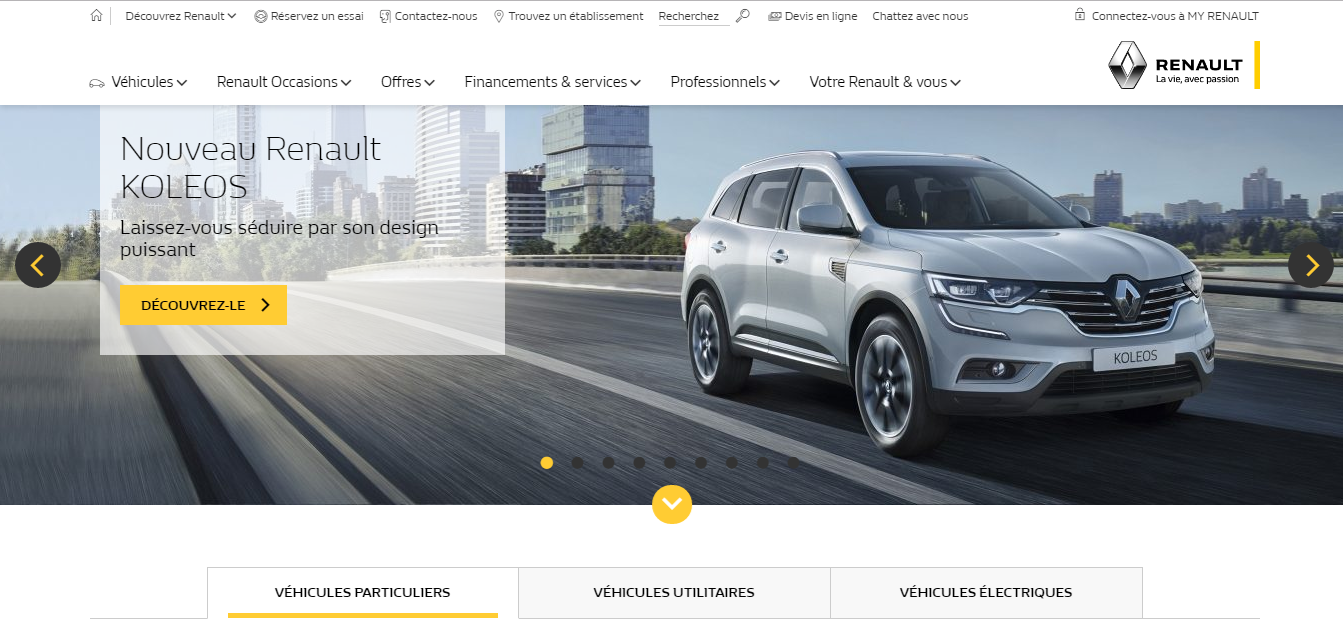 Découvrez Renault
Réservez un essai
Contactez-nous
Trouvez un établissement
Recherchez
Devis en ligne
Chattez avec nous
Connectez-vous à MY RENAULT
Véhicules
Renault Occasions
Offres
Financements & services
Professionnels
Votre Renault & vous
RENAULT
La vie, avec passion
Nouveau Renault
KOLEOS
Laissez-vous séduire par son design
puissant
DÉCOUVREZ-LE
KOLEOS
VÉHICULES PARTICULIERS
VÉHICULES UTILITAIRES
VÉHICULES ÉLECTRIQUES